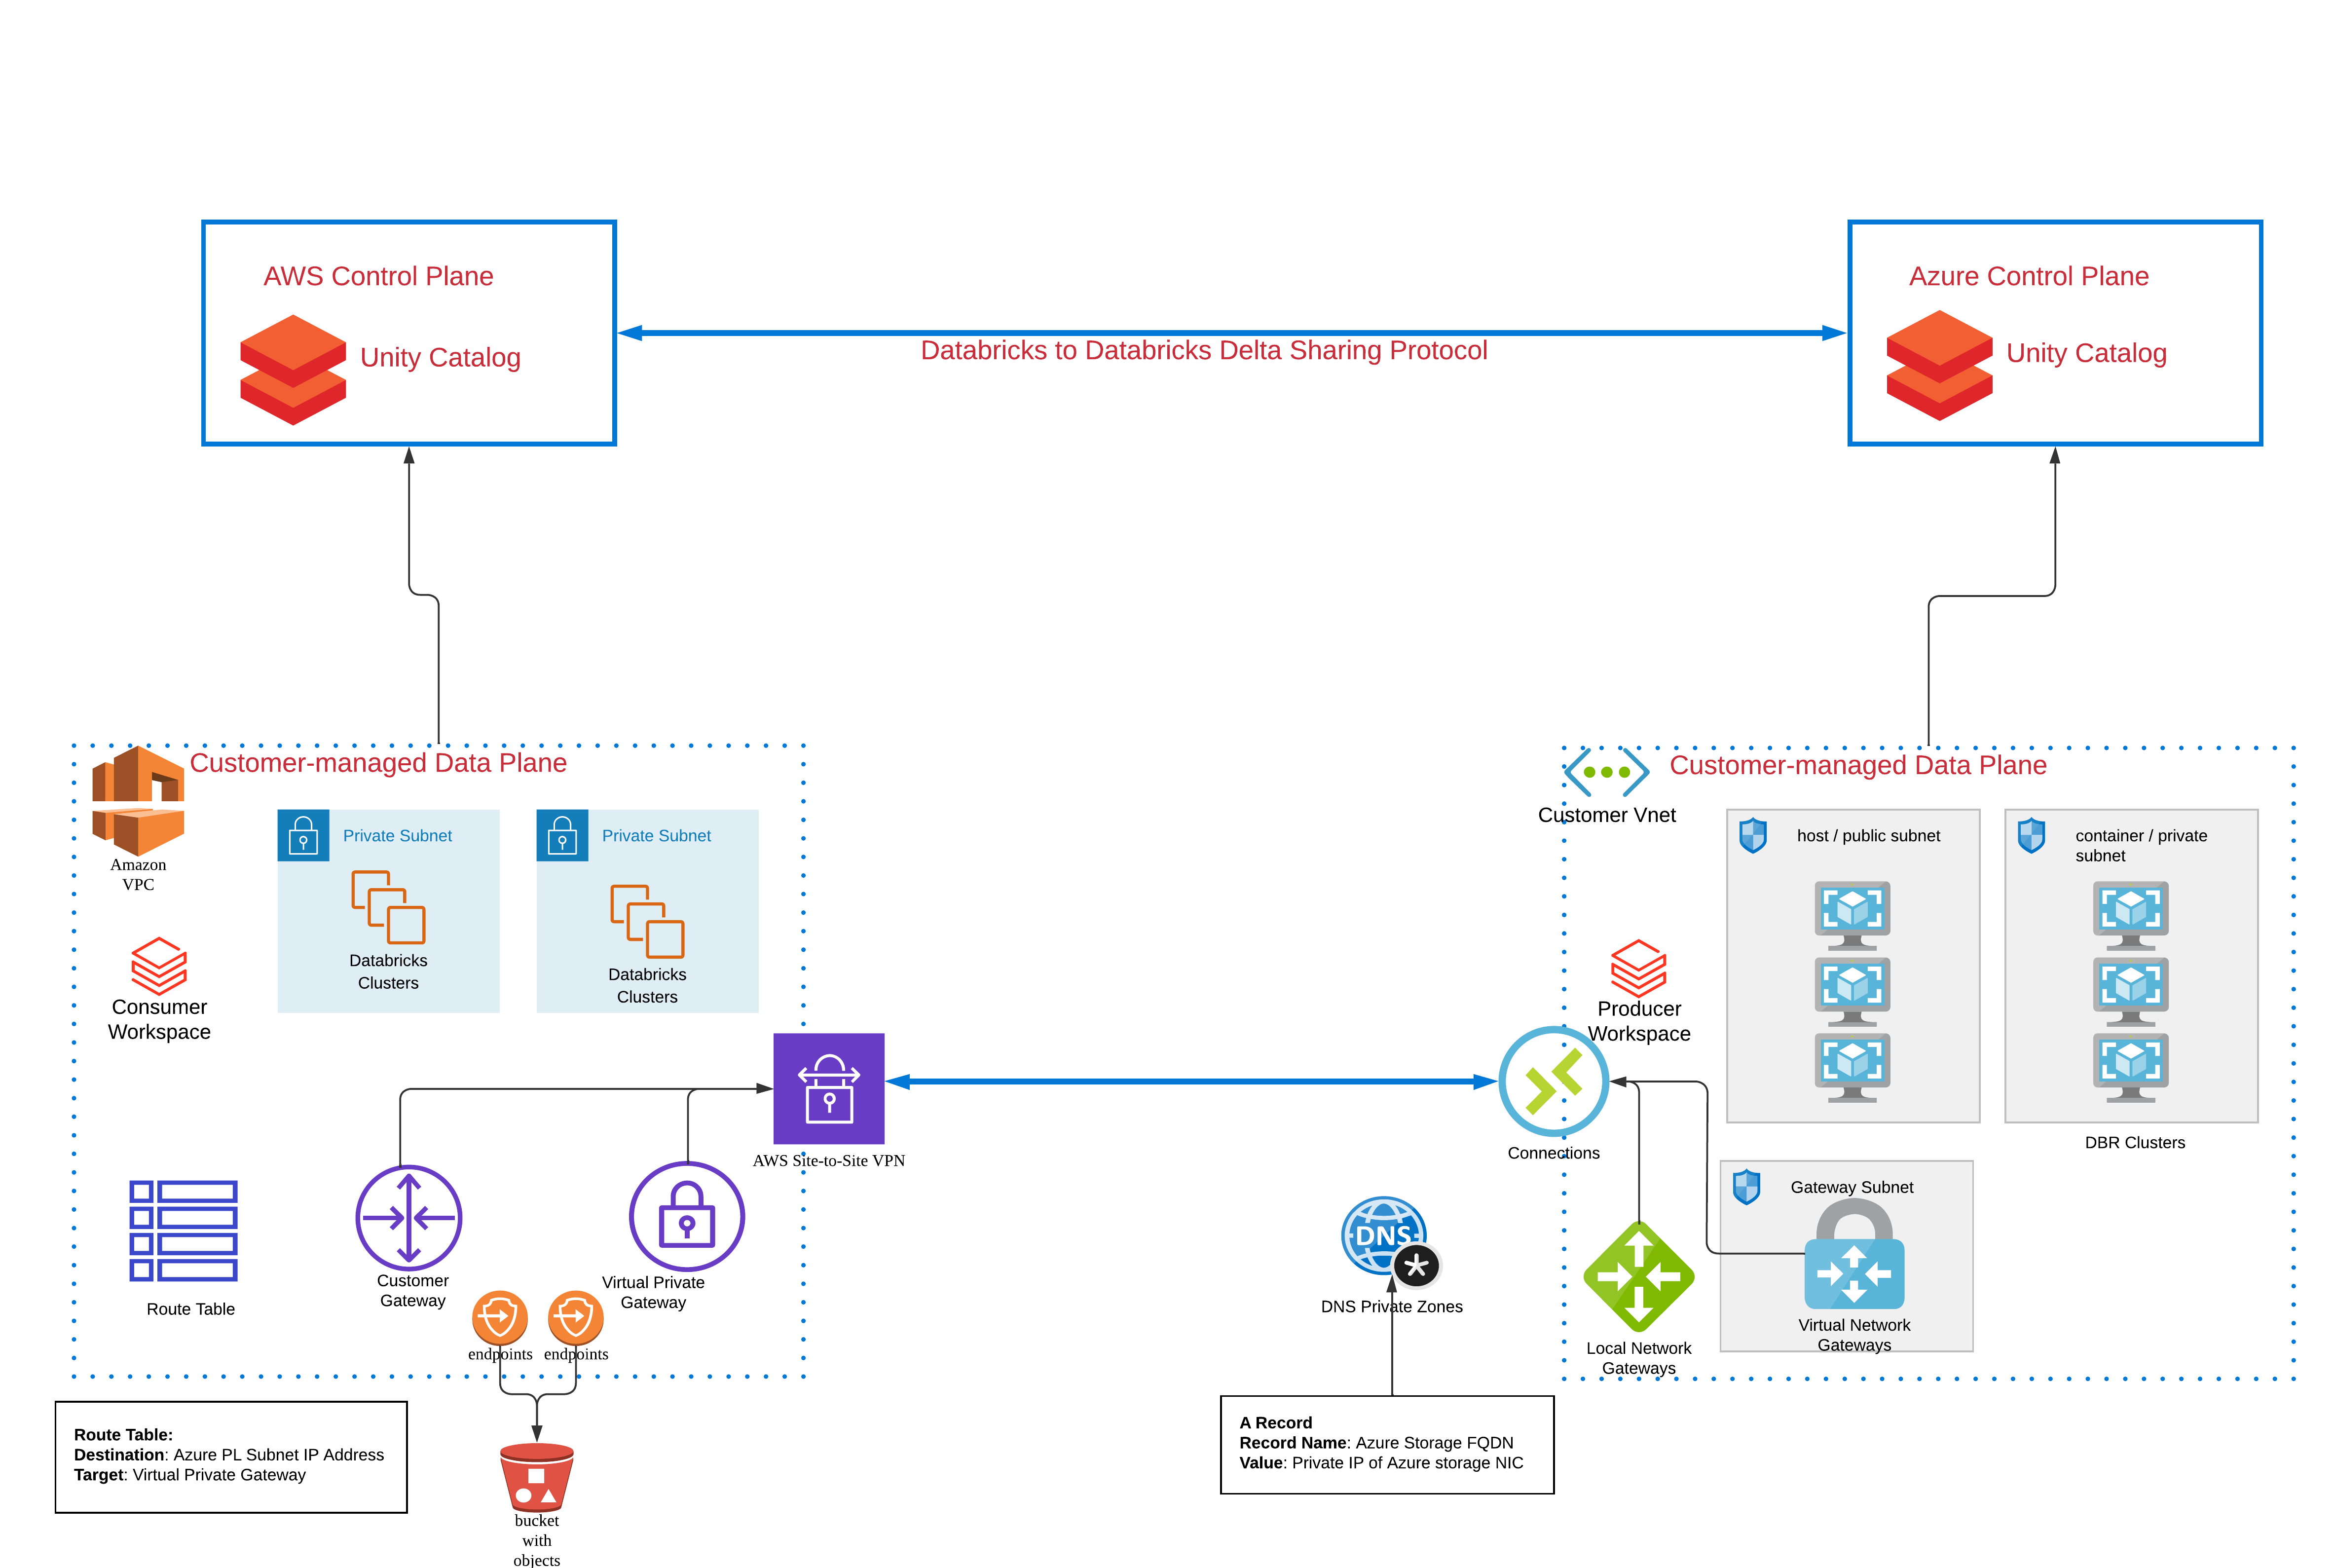 AWS Control Plane
Unity Catalog
Databricks to Databricks Delta Sharing Protocol
Azure Control Plane
Unity Catalog
Customer-managed Data Plane
Amazon
VPC
Private Subnet
Databricks
Clusters
Private Subnet
Databricks
Clusters
Consumer
Workspace
AWS Site-to-Site VPN
Route Table
Customer
Gateway
Virtual Private
Gateway
endpoints
endpoints
Route Table:
Destination: Azure PL Subnet IP Address
Target: Virtual Private Gateway
bucket
with
objects
Customer-managed Data Plane
Customer Vnet
host / public subnet
container / private
subnet
Producer
Workspace
Connections
DBR Clusters
Gateway Subnet
Virtual Network
Gateways
Local Network
Gateways
DNS
DNS Private Zones
A Record
Record Name: Azure Storage FQDN
Value: Private IP of Azure storage NIC